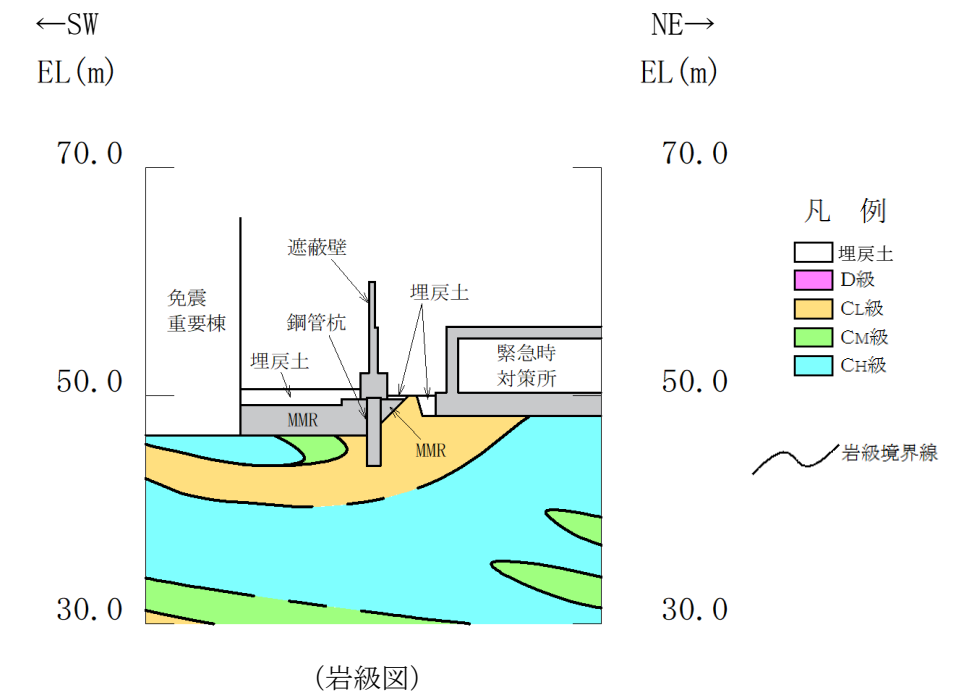 ←SW
NE→
EL(m)
EL(m)
70.0
70.0
凡 例
遮蔽壁
埋戻土
D級
埋戻土
免震
重要棟
鋼管杭
CL級
CM級
緊急時
対策所
埋戻土
CH級
50.0
50.0
MMR
MMR
岩級境界線
30.0
30.0
(岩級図)